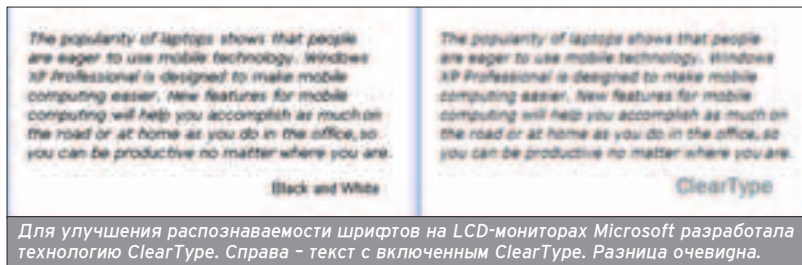 The popularity of laptops shows that people
are eager to use mobile technology. Windows
XP Professional is designed to make mobile
computing easier. New features for mobile
computing will help you accomplish as much on
the road or at home as you do in the office, so
you can be productive no matter where you are.
Black and White
The popularity of laptops shows that people
are eager to use mobile technology. Windows
XP Professional is designed to make mobile
computing easier. New features for mobile
computing will help you accomplish as much on
the road or at home as you do in the office, so
you can be productive no matter where you are.
ClearType
Для улучшения распознаваемости шрифтов на LCD-мониторах Microsoft разработала
технологию ClearType. Справа – текст с включенным ClearType. Разница очевидна.